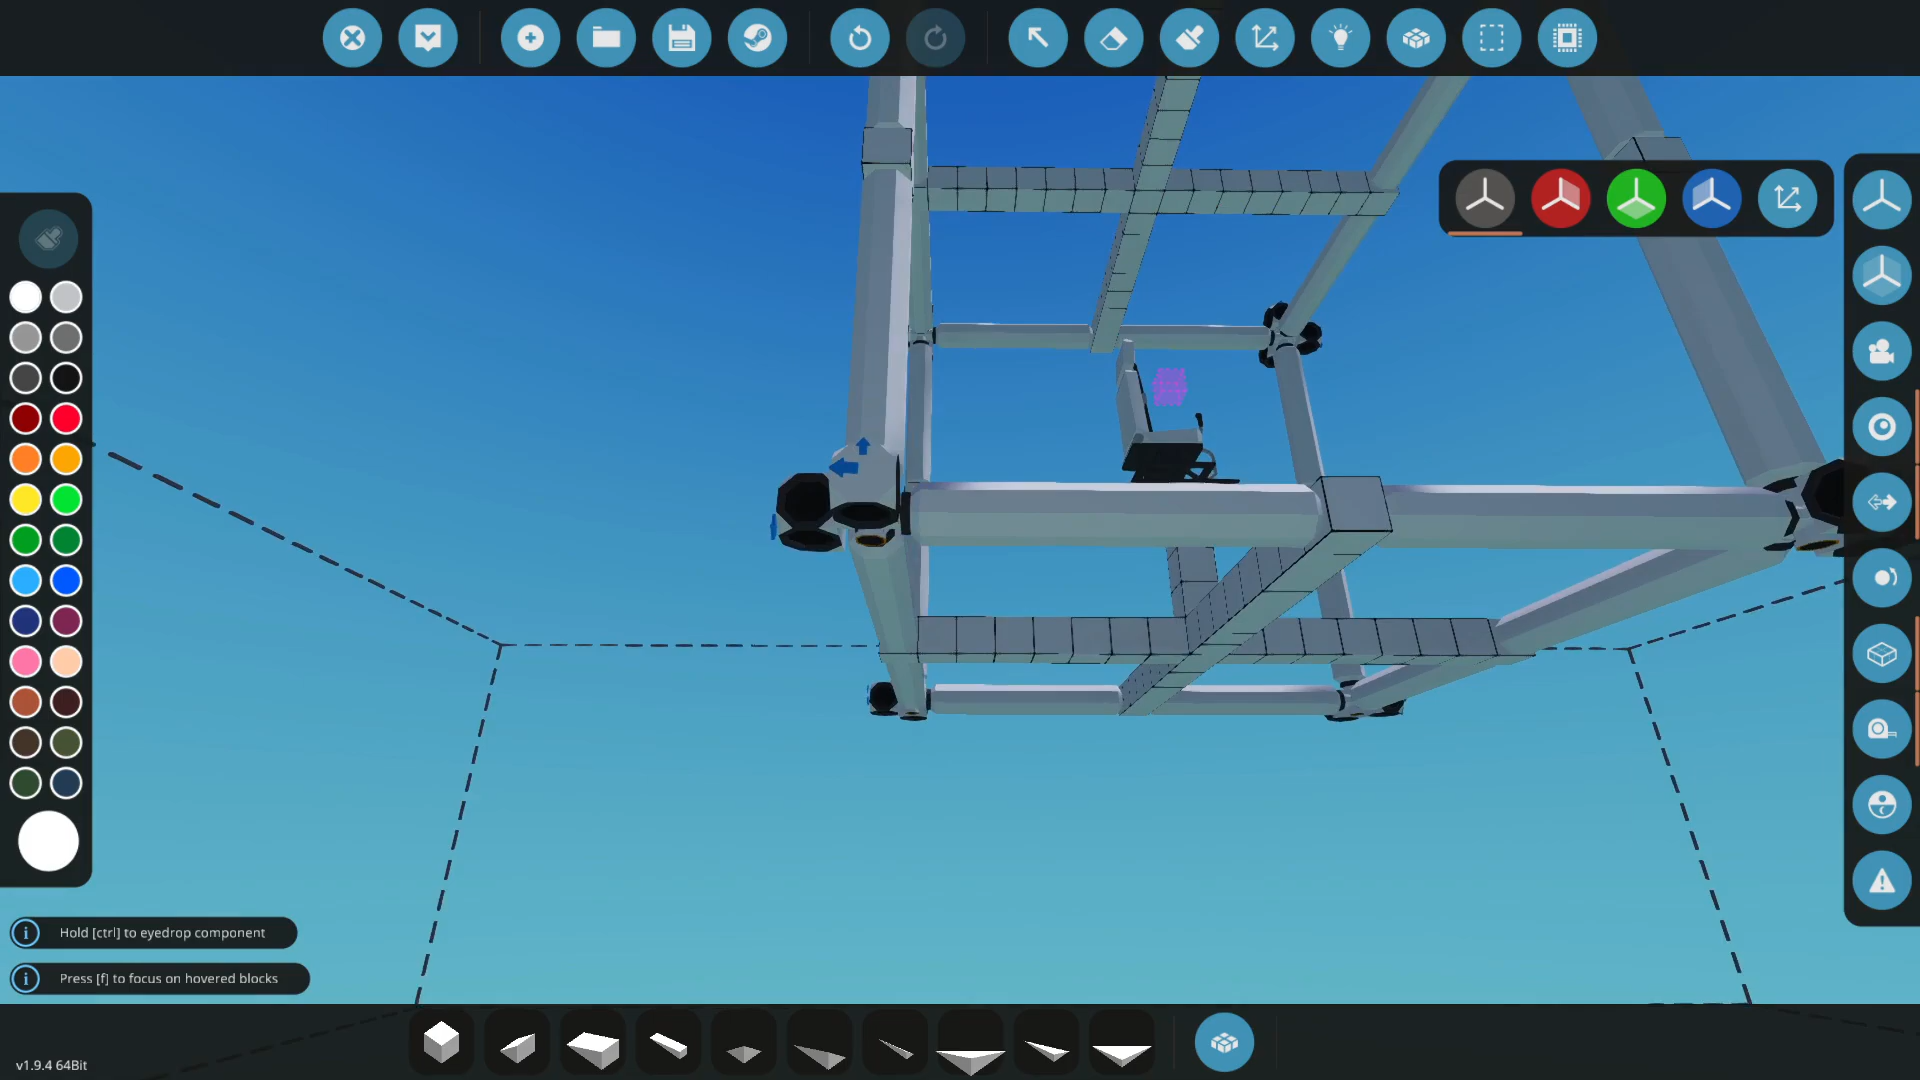 Hold [ctrl] to eyedrop component
Press [f] to focus on hovered blocks
v1.9.4 64Bit